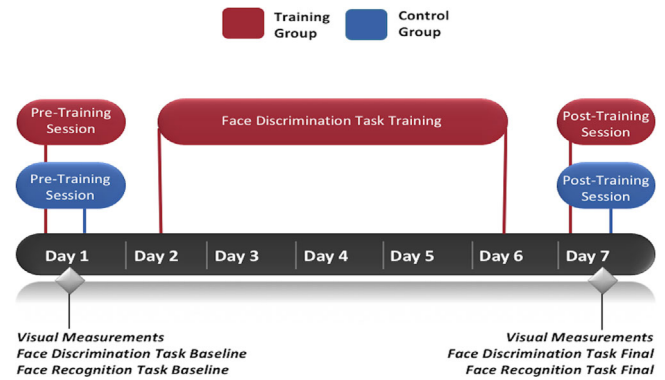 Training
Group
Control
Group
Pre-Training
Session
Face Discrimination Task Training
Post-Training
Session
Pre-Training
Session
Post-Training
Session
Day 1
Day 2
Day 3
Day 4
Day 5
Day 6
Day 7
Visual Measurements
Face Discrimination Task Baseline
Face Recognition Task Baseline
Visual Measurements
Face Discrimination Task Final
Face Recognition Task Final